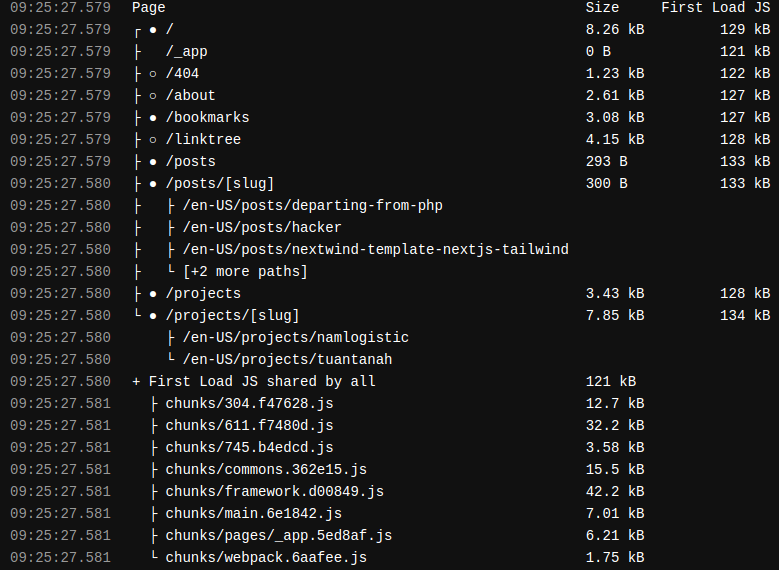 09:25:27.579 Page Size First Load JS
09:25:27.579 ┌ ● / 8.26 kB 129 kB
09:25:27.579 ├ /_app 0 B 121 kB
09:25:27.579 ├ ○ /404 1.23 kB 122 kB
09:25:27.579 ├ ○ /about 2.61 kB 127 kB
09:25:27.579 ├ ● /bookmarks 3.08 kB 127 kB
09:25:27.579 ├ ○ /linktree 4.15 kB 128 kB
09:25:27.579 ├ ● /posts 293 B 133 kB
09:25:27.580 ├ ● /posts/[slug] 300 B 133 kB
09:25:27.580 ├ ├ /en-US/posts/departing-from-php
09:25:27.580 ├ ├ /en-US/posts/hacker
09:25:27.580 ├ ├ /en-US/posts/nextwind-template-nextjs-tailwind
09:25:27.580 ├ └ [+2 more paths]
09:25:27.580 ├ ● /projects 3.43 kB 128 kB
09:25:27.580 └ ● /projects/[slug] 7.85 kB 134 kB
09:25:27.580 ├ /en-US/projects/namlogistic
09:25:27.580 └ /en-US/projects/tuantanah
09:25:27.580 + First Load JS shared by all 121 kB
09:25:27.581 ├ chunks/304.f47628.js 12.7 kB
09:25:27.581 ├ chunks/611.f7480d.js 32.2 kB
09:25:27.581 ├ chunks/745.b4edcd.js 3.58 kB
09:25:27.581 ├ chunks/commons.362e15.js 15.5 kB
09:25:27.581 ├ chunks/framework.d00849.js 42.2 kB
09:25:27.581 ├ chunks/main.6e1842.js 7.01 kB
09:25:27.581 ├ chunks/pages/_app.5ed8af.js 6.21 kB
09:25:27.581 └ chunks/webpack.6aafee.js 1.75 kB